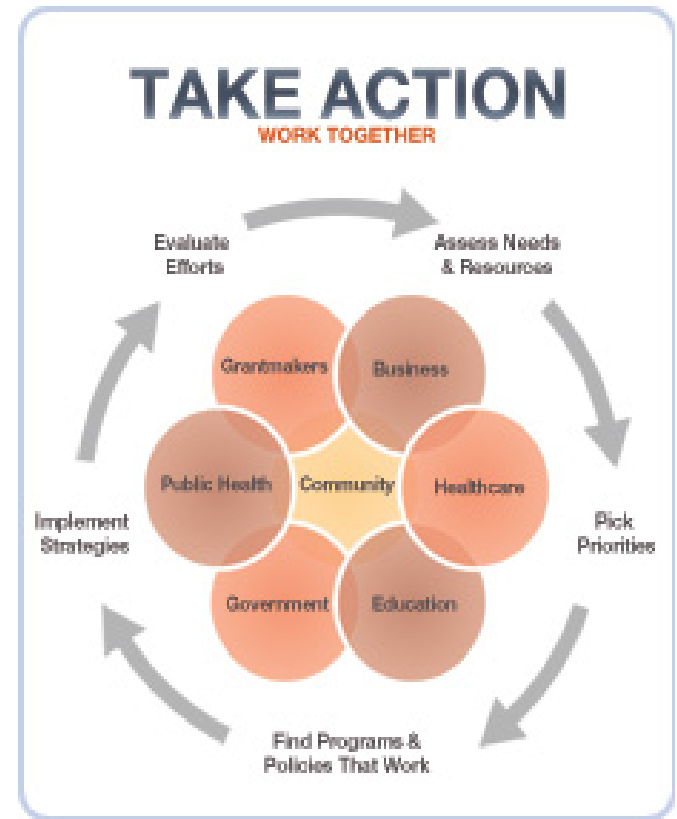 TAKE ACTION
WORK TOGETHER
Evaluate
Efforts
Assess Needs
& Resources
Grantmakers
Business
Public Health
Community
Healthcare
Implement
Strategies
Pick
Priorities
Government
Education
Find Programs &
Policies That Work